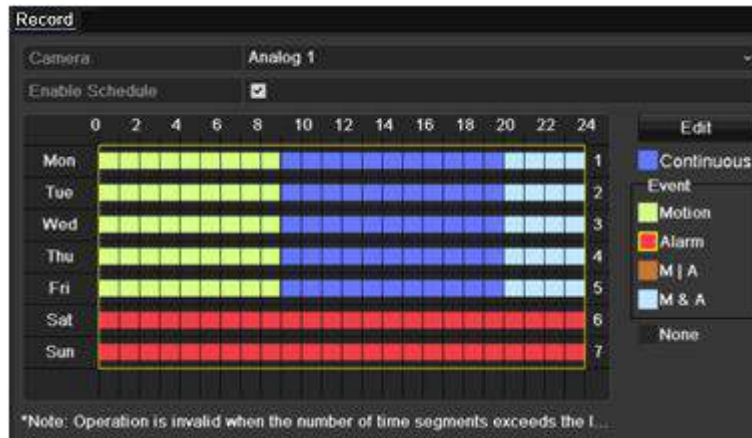 Record
Camera Analog 1
Enable Schedule
0 2 4 6 8 10 12 14 16 18 20 22 24
Edit
Mon 1
Continuous
Tue 2
Event
Wed 3
Motion
Thu 4
Alarm
Fri 5
M | A
M & A
Sat 6
None
Sun 7
*Note: Operation is invalid when the number of time segments exceeds the l...